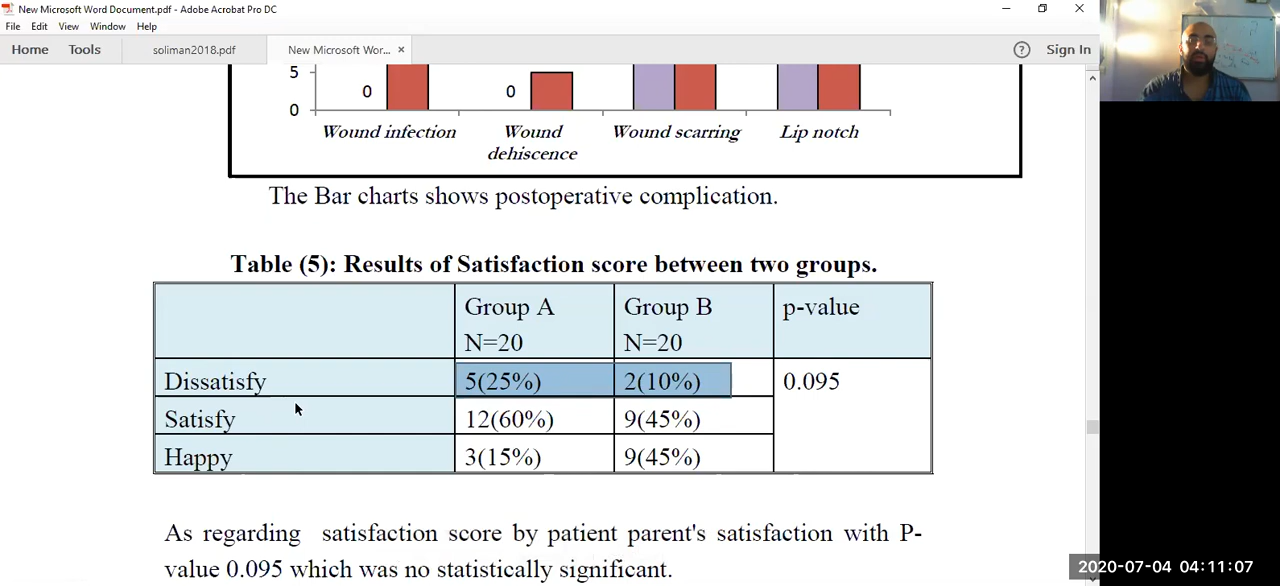 New Microsoft Word Document.pdf - Adobe Acrobat Pro DC
File Edit View Window Help
Home Tools soliman2018.pdf New Microsoft Wor... × Sign In
5
0 0
0
Wound infection Wound dehiscence Wound scarring Lip notch
The Bar charts shows postoperative complication.
Table (5): Results of Satisfaction score between two groups.
Group A N=20 Group B N=20 p-value
Dissatisfy 5(25%) 2(10%) 0.095
Satisfy 12(60%) 9(45%)
Happy 3(15%) 9(45%)
As regarding satisfaction score by patient parent's satisfaction with P-
value 0.095 which was no statistically significant.
2020-07-04 04:11:07